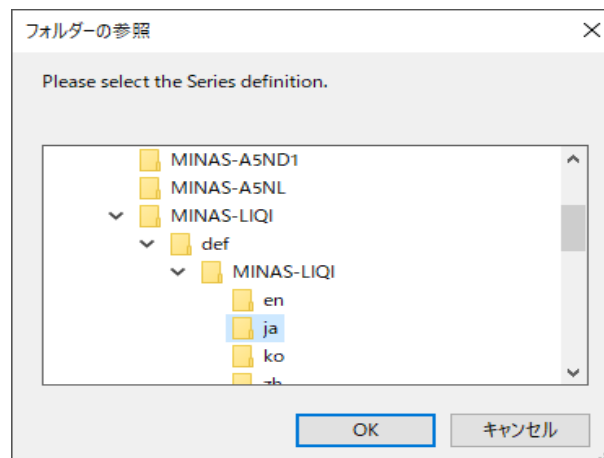 フォルダーの参照
Please select the Series definition.
MINAS-A5ND1
MINAS-A5NL
MINAS-LIQI
def
MINAS-LIQI
en
ja
ko
zh
OK
キャンセル